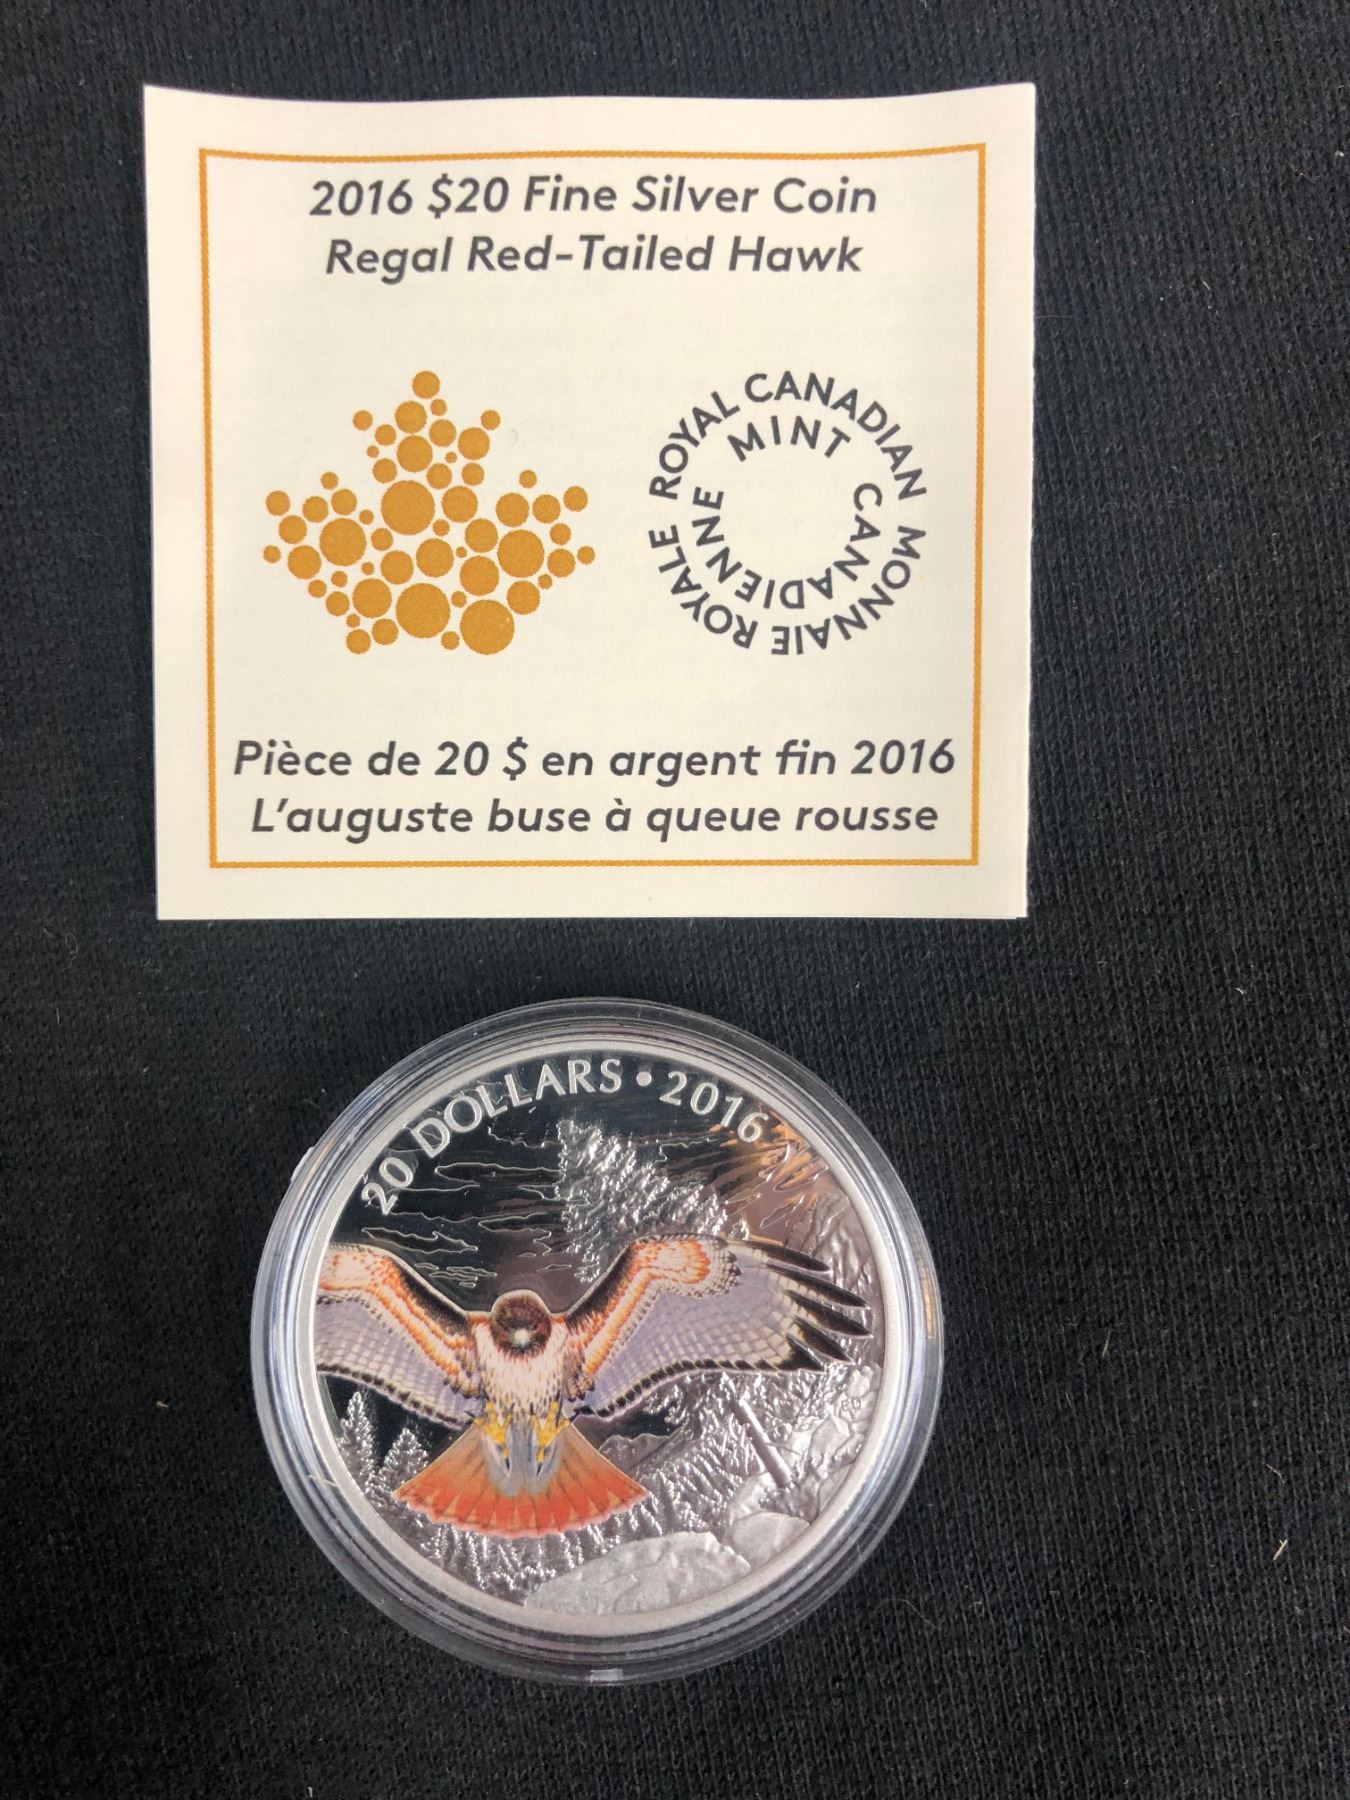 2016 $20 Fine Silver Coin
Regal Red-Tailed Hawk
ROYAL CANADIAN
MINT
MONNAIE ROYALE
CANADIENNE
Pièce de 20 $ en argent fin 2016
L'auguste buse à queue rousse
20 DOLLARS • 2016